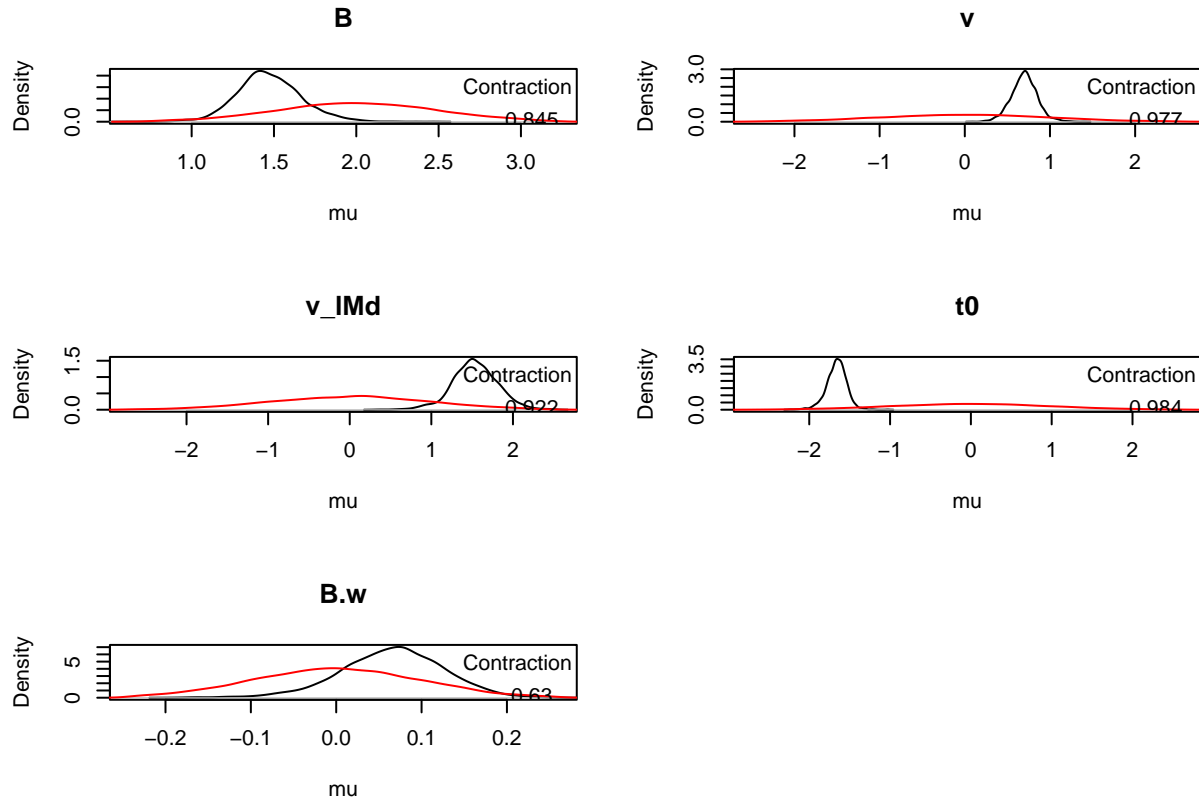 B
Density
0.0
Contraction
0.845
1.0 1.5 2.0 2.5 3.0
mu
v
Density
0.0 3.0
Contraction
0.977
−2 −1 0 1 2
mu
v_lMd
Density
0.0 1.5
Contraction
0.922
−2 −1 0 1 2
mu
t0
Density
0.0 3.5
Contraction
0.984
−2 −1 0 1 2
mu
B.w
Density
0 5
Contraction
0.63
−0.2 −0.1 0.0 0.1 0.2
mu